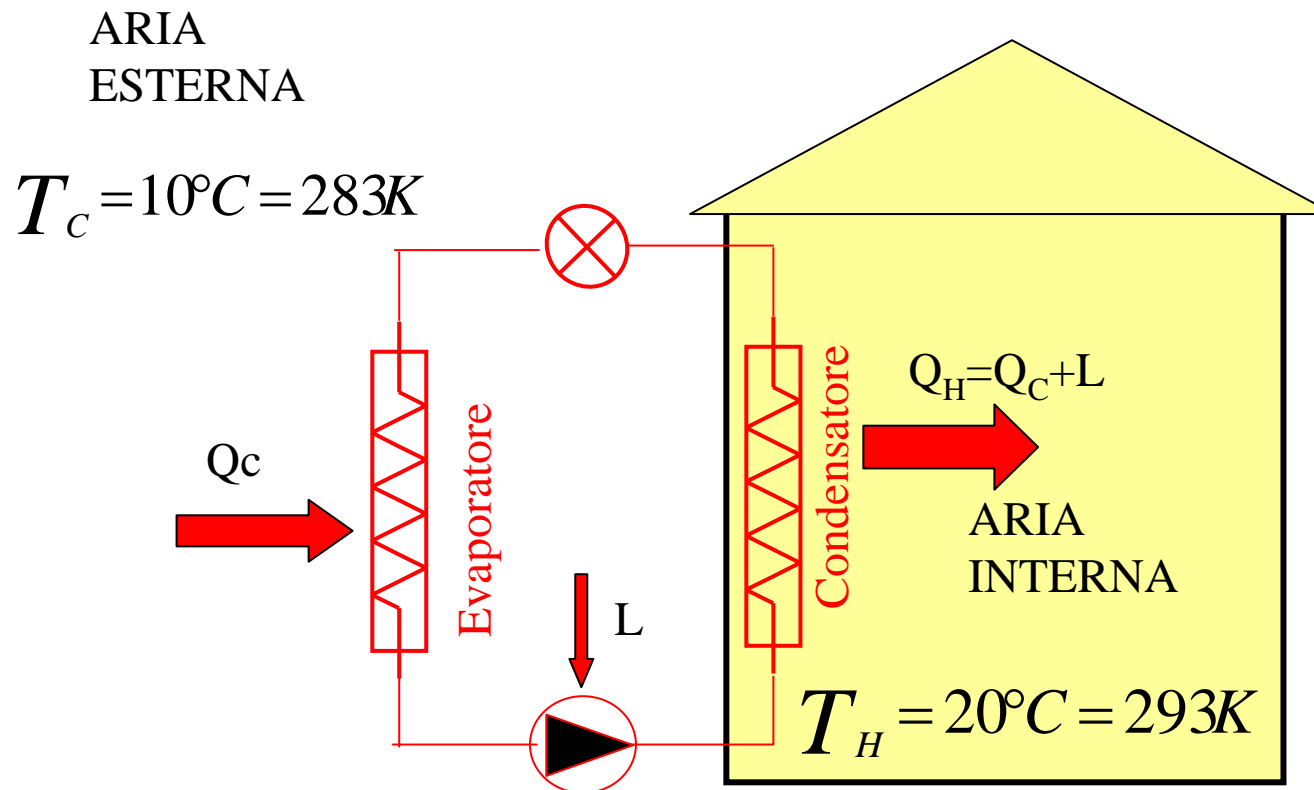 ARIA
ESTERNA
T_C = 10°C = 283K
Q_H=Q_C+L
Qc
Evaporatore
Condensatore
ARIA
INTERNA
L
T_H = 20°C = 293K